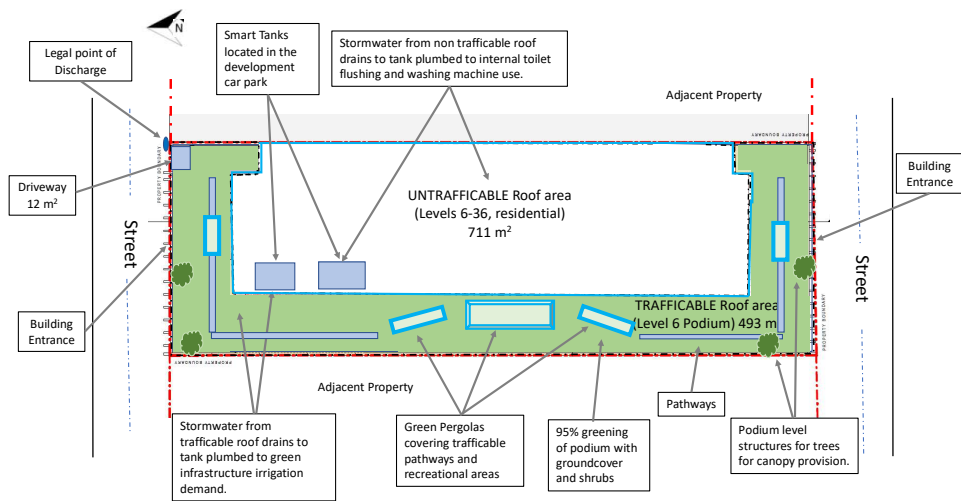 N
Legal point of
Discharge
Smart Tanks
located in the
development
car park
Stormwater from non trafficable roof
drains to tank plumbed to internal toilet
flushing and washing machine use.
Adjacent Property
PROPERTY BOUNDARY
PROPERTY BOUNDARY
Driveway
12 m²
Building
Entrance
UNTRAFFICABLE Roof area
(Levels 6-36, residential)
711 m²
Street
Street
TRAFFICABLE Roof area
(Level 6 Podium) 493 m
PROPERTY BOUNDARY
Building
Entrance
PROPERTY BOUNDARY
Adjacent Property
Pathways
Stormwater from
trafficable roof drains to
tank plumbed to green
infrastructure irrigation
demand.
Green Pergolas
covering trafficable
pathways and
recreational areas
95% greening
of podium with
groundcover
and shrubs
Podium level
structures for trees
for canopy provision.